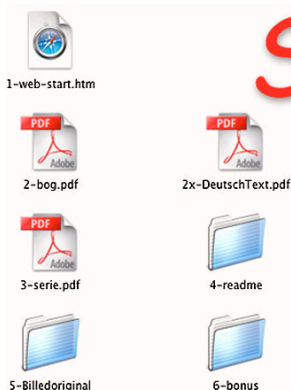 S
1-web-start.htm
PDF
PDF
Adobe
Adobe
2-bog.pdf
2x-DeutschText.pdf
PDF
Adobe
3-serie.pdf
4-readme
5-Billedoriginal
6-bonus